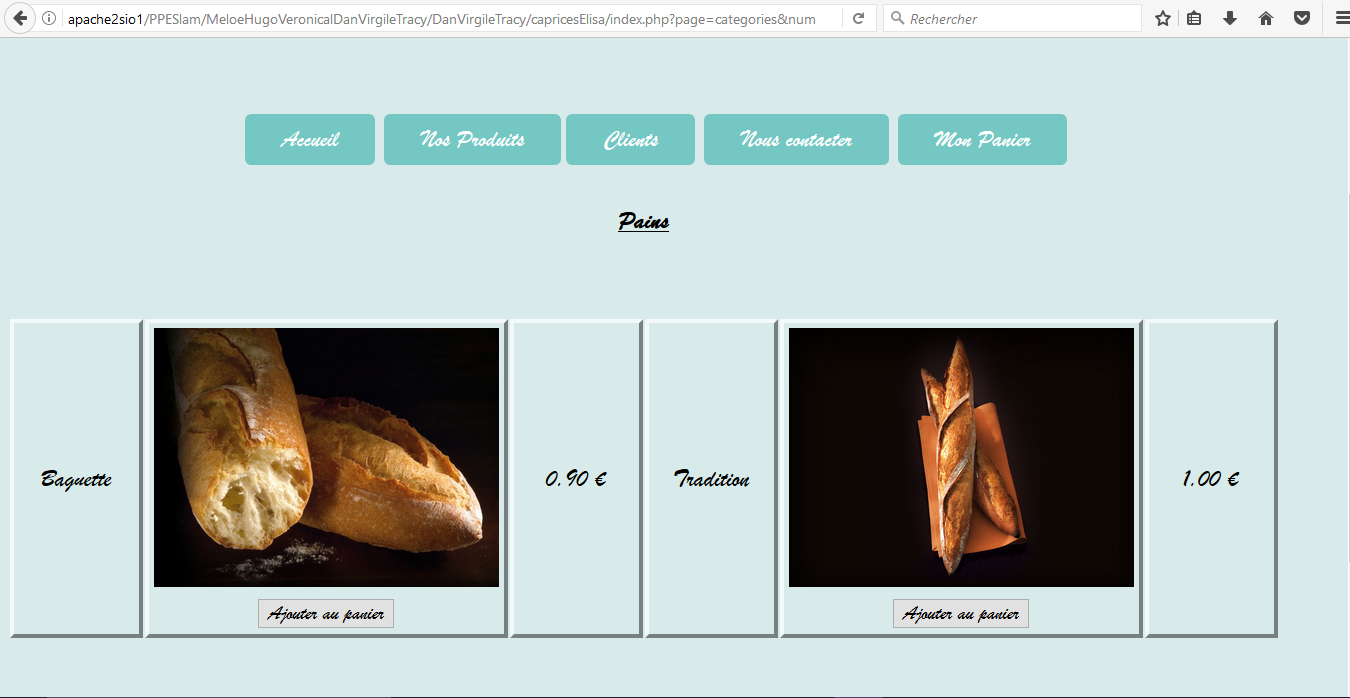 apache2sio1/PPESlam/MeloeHugoVeronicalDanVirgileTracy/DanVirgileTracy/capricesElisa/index.php?page=categories&num
Rechercher
Accueil
Nos Produits
Clients
Nous contacter
Mon Panier
Pains
Baguette
0.90 €
Tradition
1.00 €
Ajouter au panier
Ajouter au panier